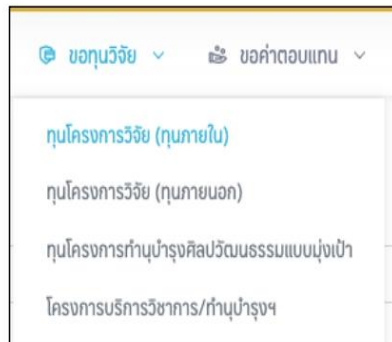 ขอทุนวิจัย ขอค่าตอบแทน
ทุนโครงการวิจัย (ทุนภายใน)
ทุนโครงการวิจัย (ทุนภายนอก)
ทุนโครงการทำนุบำรุงศิลปวัฒนธรรมแบบมุ่งเป้า
โครงการบริการวิชาการ/ทำนุบำรุงฯ